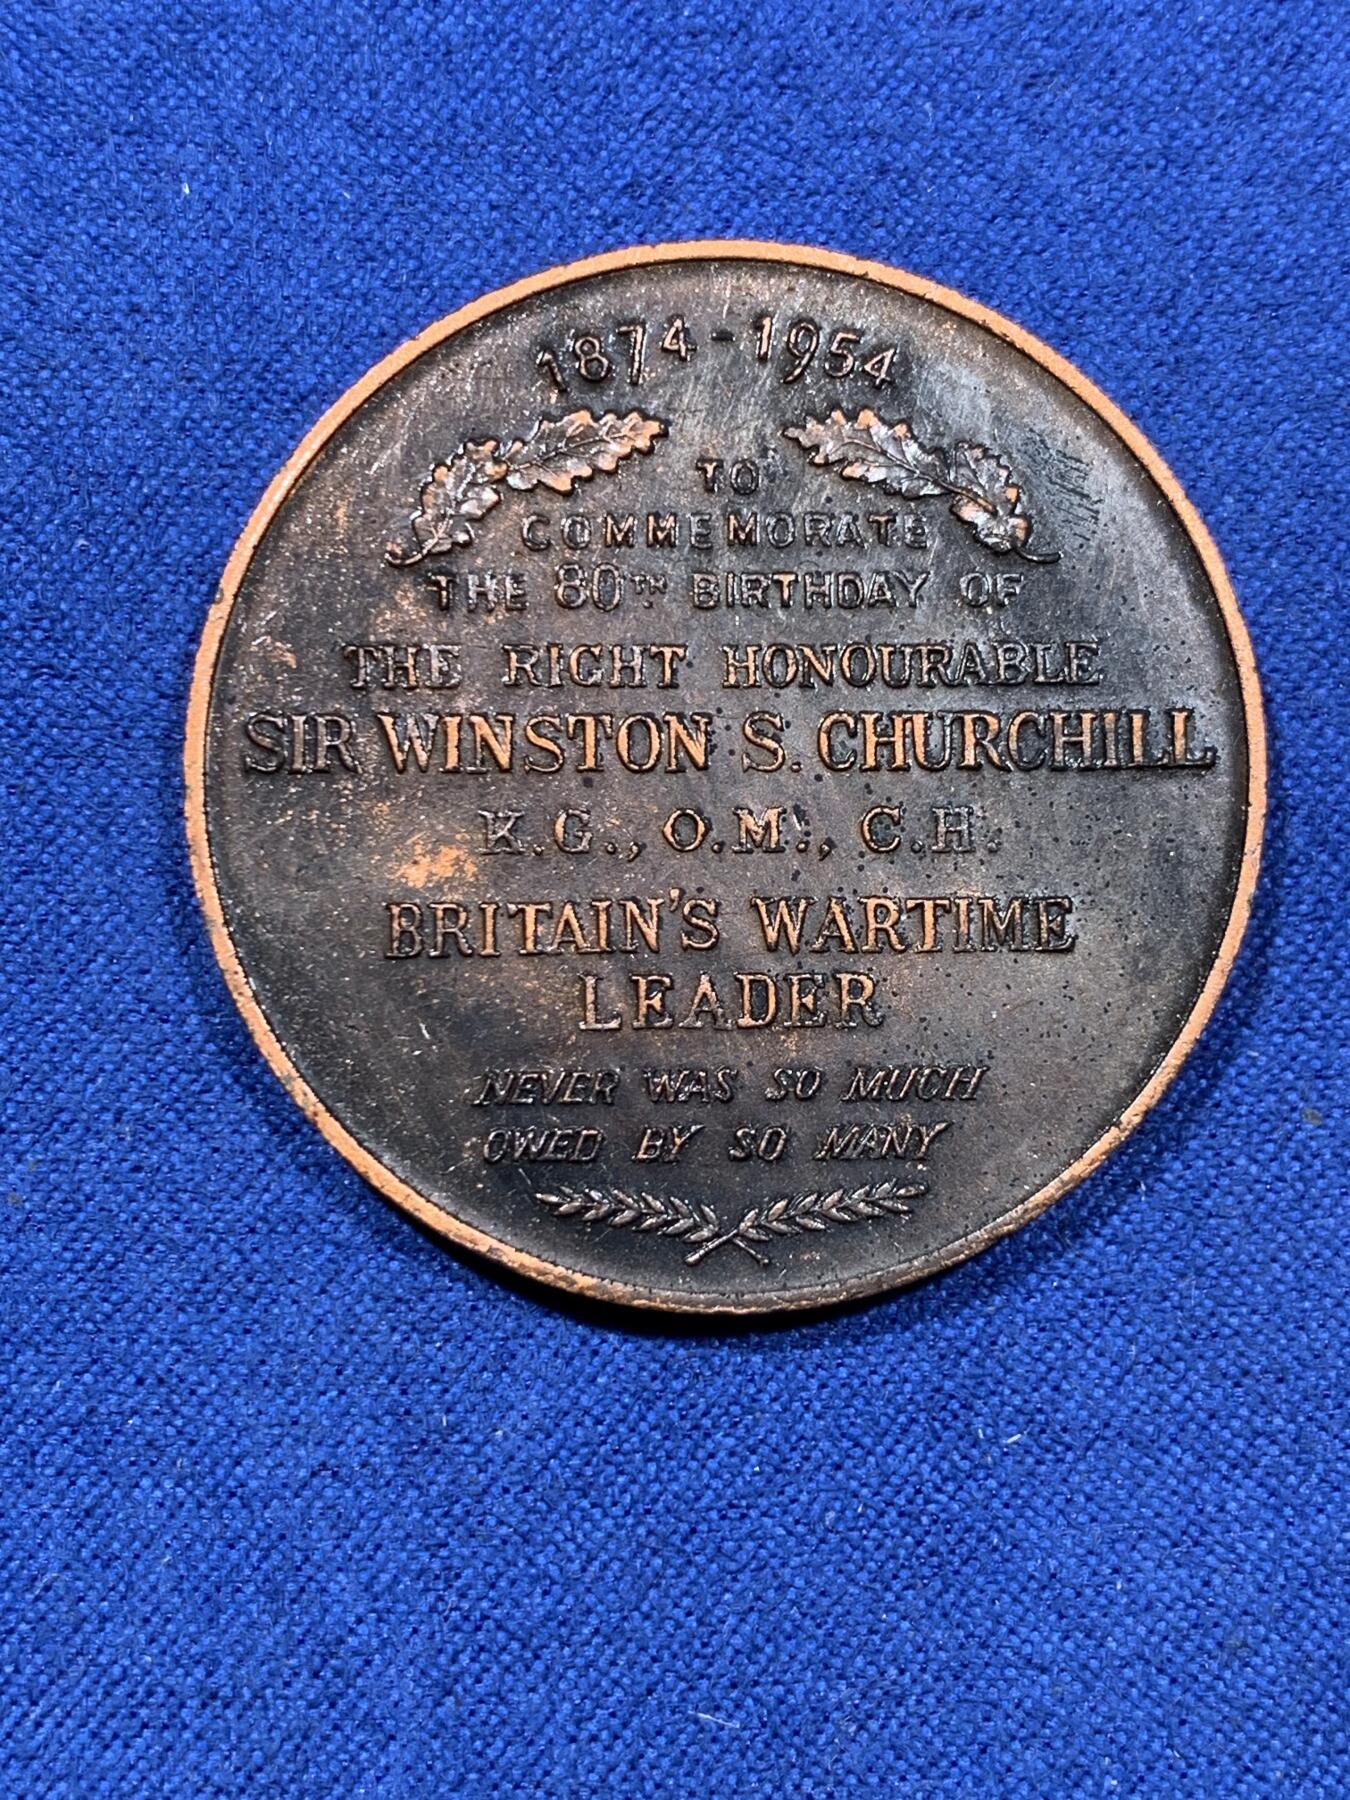 1874-1954
TO
COMMEMORATE
THE 80TH BIRTHDAY OF
THE RIGHT HONOURABLE
SIR WINSTON S. CHURCHILL
K.G., O.M., C.H.
BRITAIN'S WARTIME
LEADER
NEVER WAS SO MUCH
OWED BY SO MANY